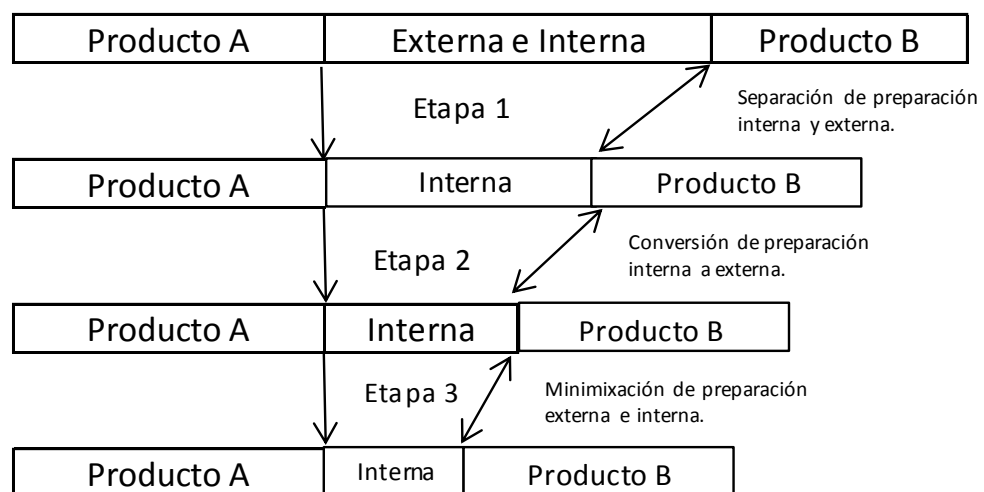 Producto A Externa e Interna Producto B
Etapa 1
Separación de preparación
interna y externa.
Producto A Interna Producto B
Etapa 2
Conversión de preparación
interna a externa.
Producto A Interna Producto B
Etapa 3
Minimixación de preparación
externa e interna.
Producto A Interna Producto B